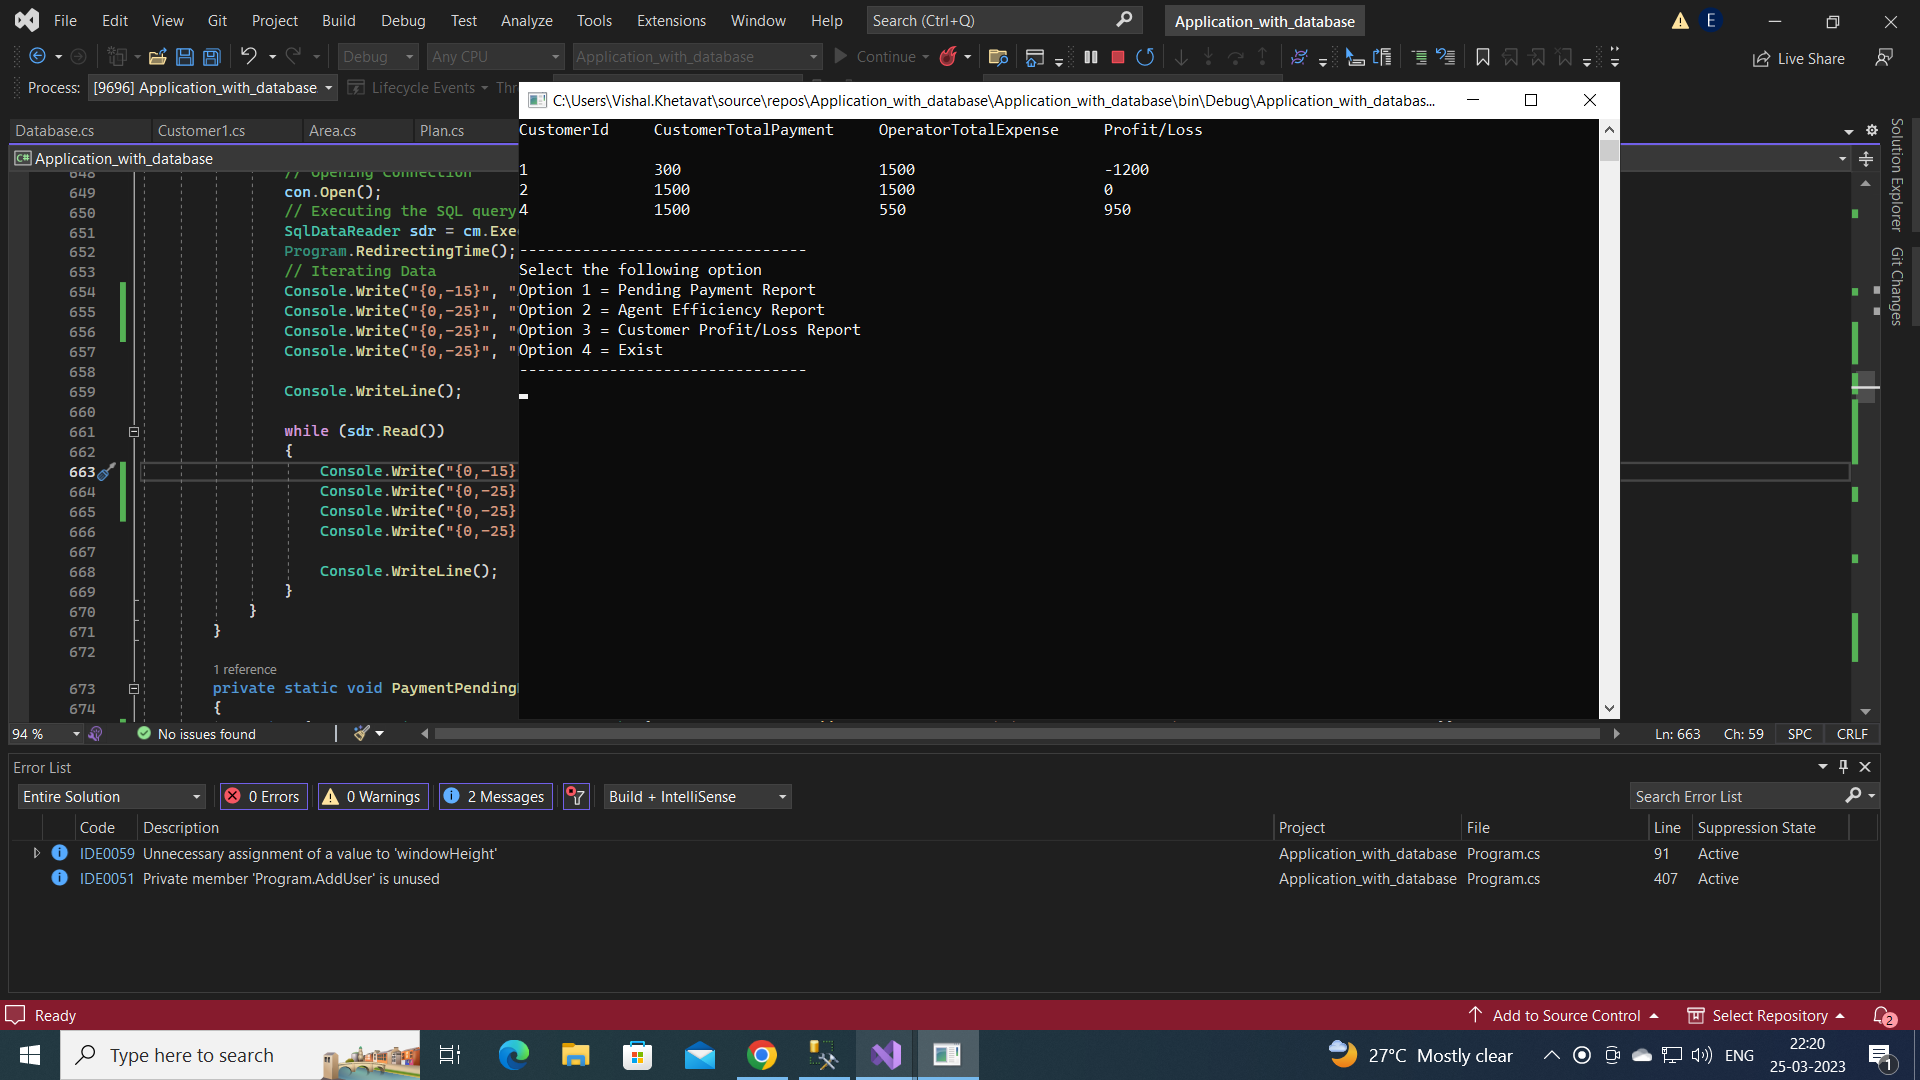 File Edit View Git Project Build Debug Test Analyze Tools Extensions Window Help Search (Ctrl+Q) Application_with_database E
Debug Any CPU Application_with_database Continue Live Share
Process: [9696] Application_with_database Lifecycle Events
C:\Users\Vishal.Khetavat\source\repos\Application_with_database\Application_with_database\bin\Debug\Application_with_databas...
Database.cs Customer1.cs Area.cs Plan.cs
Application_with_database
CustomerId CustomerTotalPayment OperatorTotalExpense Profit/Loss
1 300 1500 -1200
2 1500 1500 0
4 1500 550 950
-------------------------------
Select the following option
Option 1 = Pending Payment Report
Option 2 = Agent Efficiency Report
Option 3 = Customer Profit/Loss Report
Option 4 = Exist
-------------------------------
648 // Opening Connection
649 con.Open();
650 // Executing the SQL query
651 SqlDataReader sdr = cm.Exe
652 Program.RedirectingTime();
653 // Iterating Data
654 Console.Write("{0,-15}", "
655 Console.Write("{0,-25}", "
656 Console.Write("{0,-25}", "
657 Console.Write("{0,-25}", "
658
659 Console.WriteLine();
660
661 while (sdr.Read())
662 {
663 Console.Write("{0,-15}
664 Console.Write("{0,-25}
665 Console.Write("{0,-25}
666 Console.Write("{0,-25}
667
668 Console.WriteLine();
669 }
670 }
671 }
672
1 reference
673 private static void PaymentPending
674 {
Solution Explorer
Git Changes
94 % No issues found Ln: 663 Ch: 59 SPC CRLF
Error List
Entire Solution 0 Errors 0 Warnings 2 Messages Build + IntelliSense Search Error List
Code Description Project File Line Suppression State
IDE0059 Unnecessary assignment of a value to 'windowHeight' Application_with_database Program.cs 91 Active
IDE0051 Private member 'Program.AddUser' is unused Application_with_database Program.cs 407 Active
Ready Add to Source Control Select Repository 2
Type here to search 27°C Mostly clear ENG 22:20 25-03-2023 1